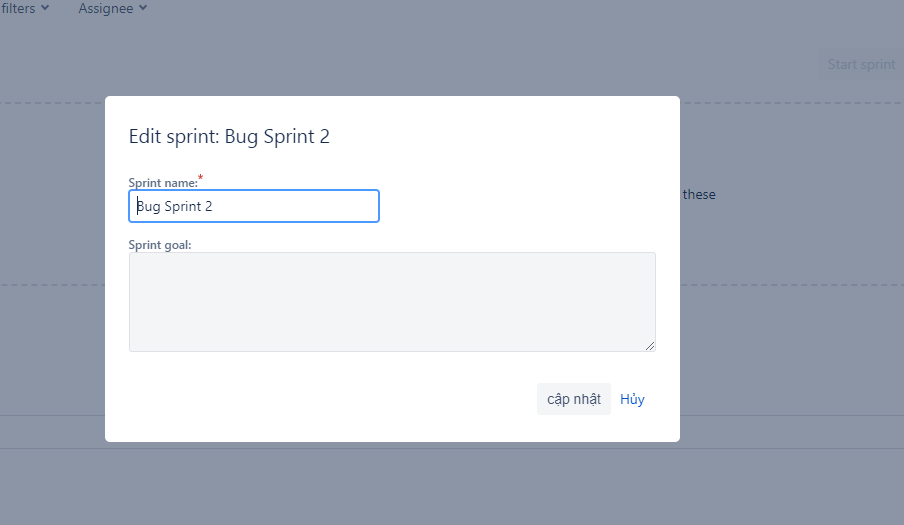 filters Assignee
Start sprint
Edit sprint: Bug Sprint 2
Sprint name:*
Bug Sprint 2
these
Sprint goal:
cập nhật Hủy